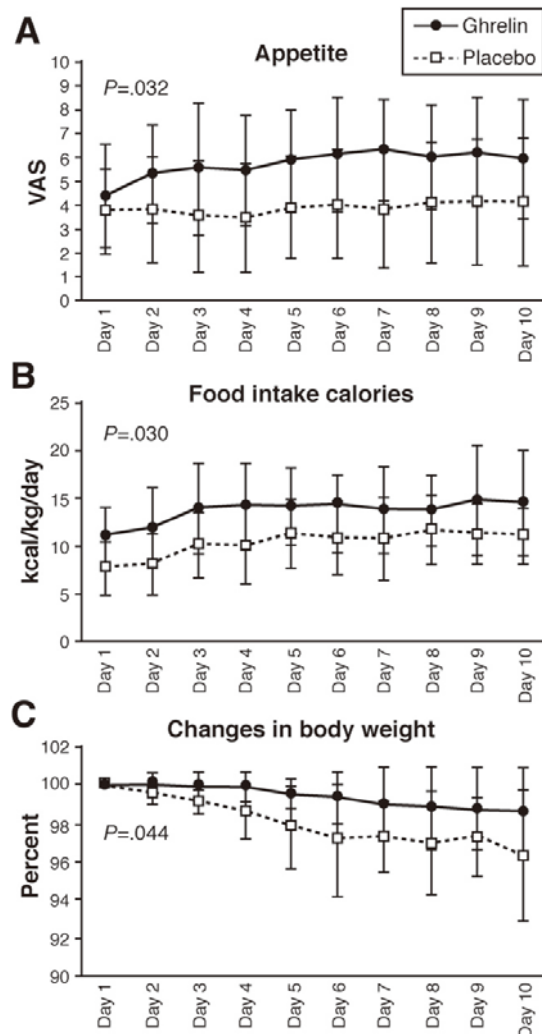 A
Appetite
Ghrelin
Placebo
P=.032
VAS
10
9
8
7
6
5
4
3
2
1
0
Day 1
Day 2
Day 3
Day 4
Day 5
Day 6
Day 7
Day 8
Day 9
Day 10
B
Food intake calories
P=.030
kcal/kg/day
25
20
15
10
5
0
Day 1
Day 2
Day 3
Day 4
Day 5
Day 6
Day 7
Day 8
Day 9
Day 10
C
Changes in body weight
P=.044
Percent
102
100
98
96
94
92
90
Day 1
Day 2
Day 3
Day 4
Day 5
Day 6
Day 7
Day 8
Day 9
Day 10